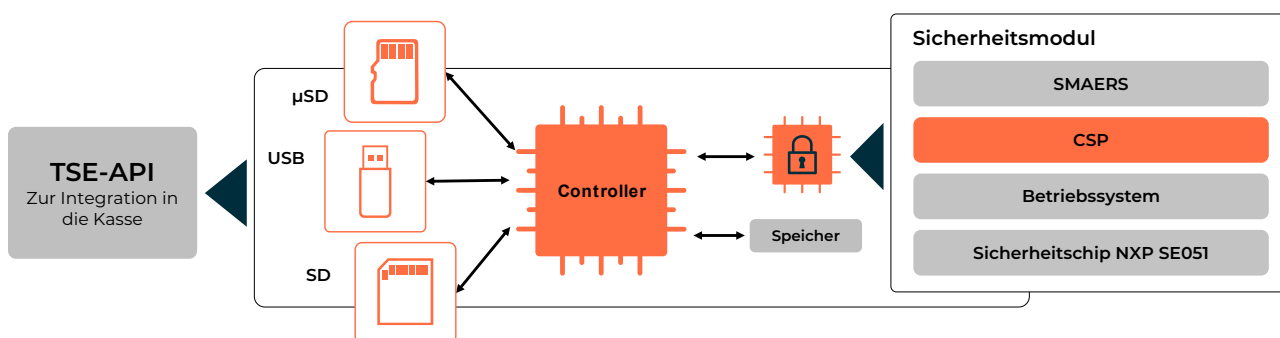 TSE-API
Zur Integration in
die Kasse
µSD
USB
SD
Controller
Speicher
Sicherheitsmodul
SMAERS
CSP
Betriebssystem
Sicherheitschip NXP SE051